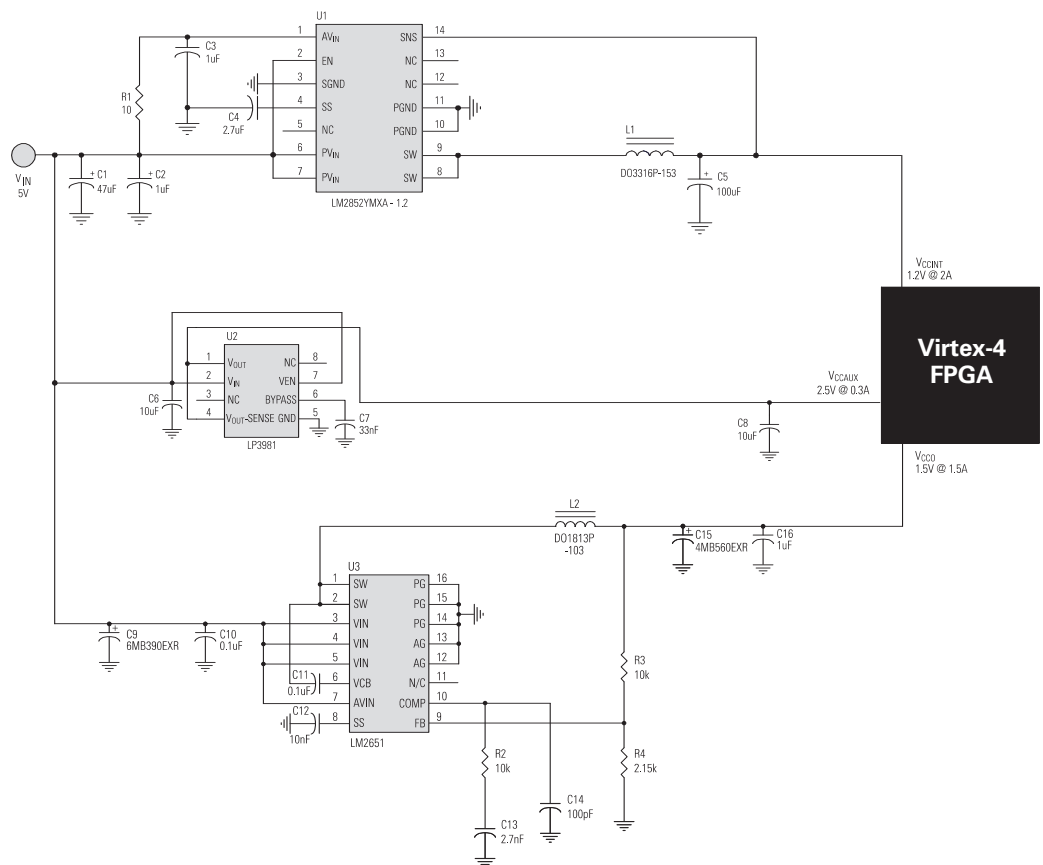 U1
1 AVIN SNS 14
2 EN NC 13
3 SGND NC 12
4 SS PGND 11
5 NC PGND 10
6 PVIN SW 9
7 PVIN SW 8
LM2852YMXA - 1.2
C3
1uF
R1
10
C4
2.7uF
VIN
5V
+ C1
47uF
+ C2
1uF
L1
DO3316P-153
+ C5
100uF
VCCINT
1.2V @ 2A
Virtex-4
FPGA
U2
1 VOUT NC 8
2 VIN VEN 7
3 NC BYPASS 6
4 VOUT-SENSE GND 5
LP3981
C6
10uF
C7
33nF
VCCAUX
2.5V @ 0.3A
C8
10uF
VCCO
1.5V @ 1.5A
L2
DO1813P
-103
+ C15
4MB560EXR
C16
1uF
U3
1 SW PG 16
2 SW PG 15
3 VIN PG 14
4 VIN AG 13
5 VIN AG 12
6 VCB N/C 11
7 AVIN COMP 10
8 SS FB 9
LM2651
+ C9
6MB390EXR
C10
0.1uF
C11
0.1uF
C12
10nF
R3
10k
R2
10k
R4
2.15k
C14
100pF
C13
2.7nF